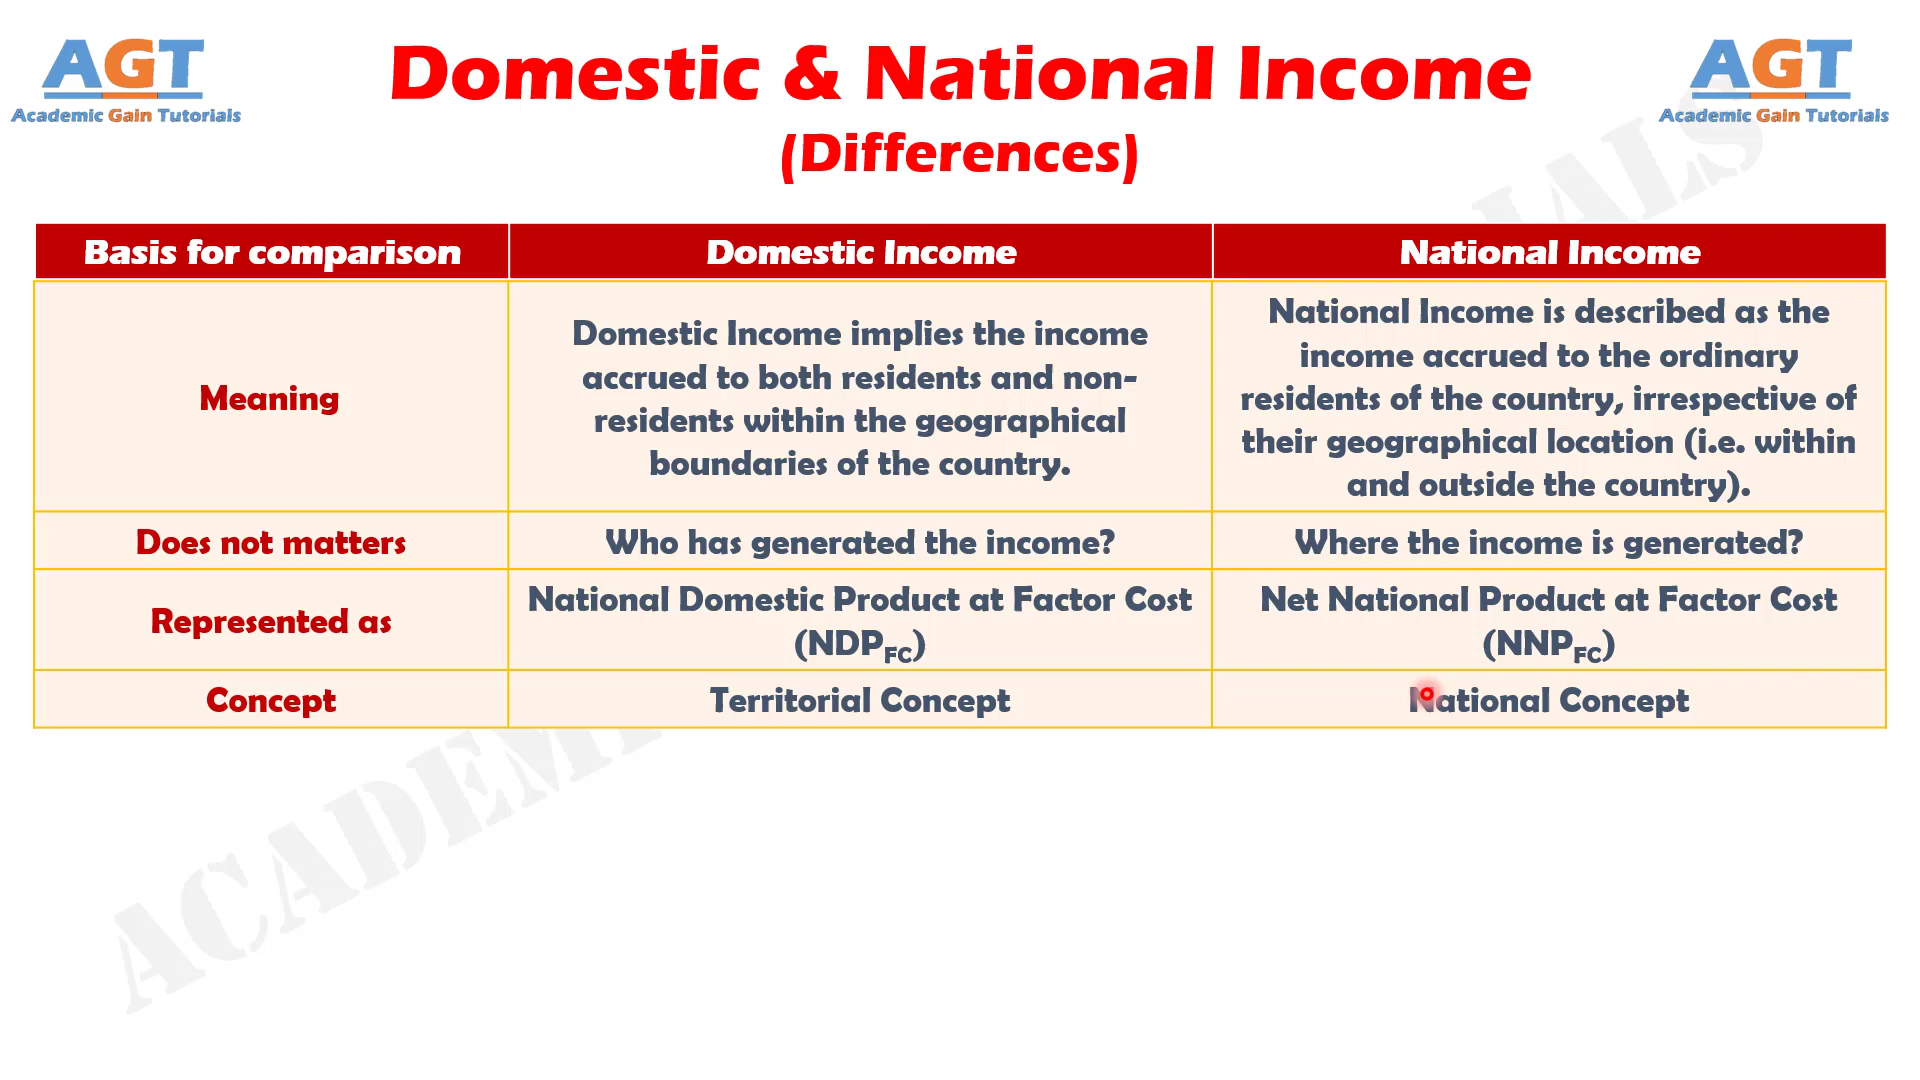 AGT
Academic Gain Tutorials
Domestic & National Income
(Differences)
AGT
Academic Gain Tutorials
Basis for comparison
Domestic Income
National Income
Meaning
Domestic Income implies the income
accrued to both residents and non-
residents within the geographical
boundaries of the country.
National Income is described as the
income accrued to the ordinary
residents of the country, irrespective of
their geographical location (i.e. within
and outside the country).
Does not matters
Who has generated the income?
Where the income is generated?
Represented as
National Domestic Product at Factor Cost
(NDPFC)
Net National Product at Factor Cost
(NNPFC)
Concept
Territorial Concept
National Concept